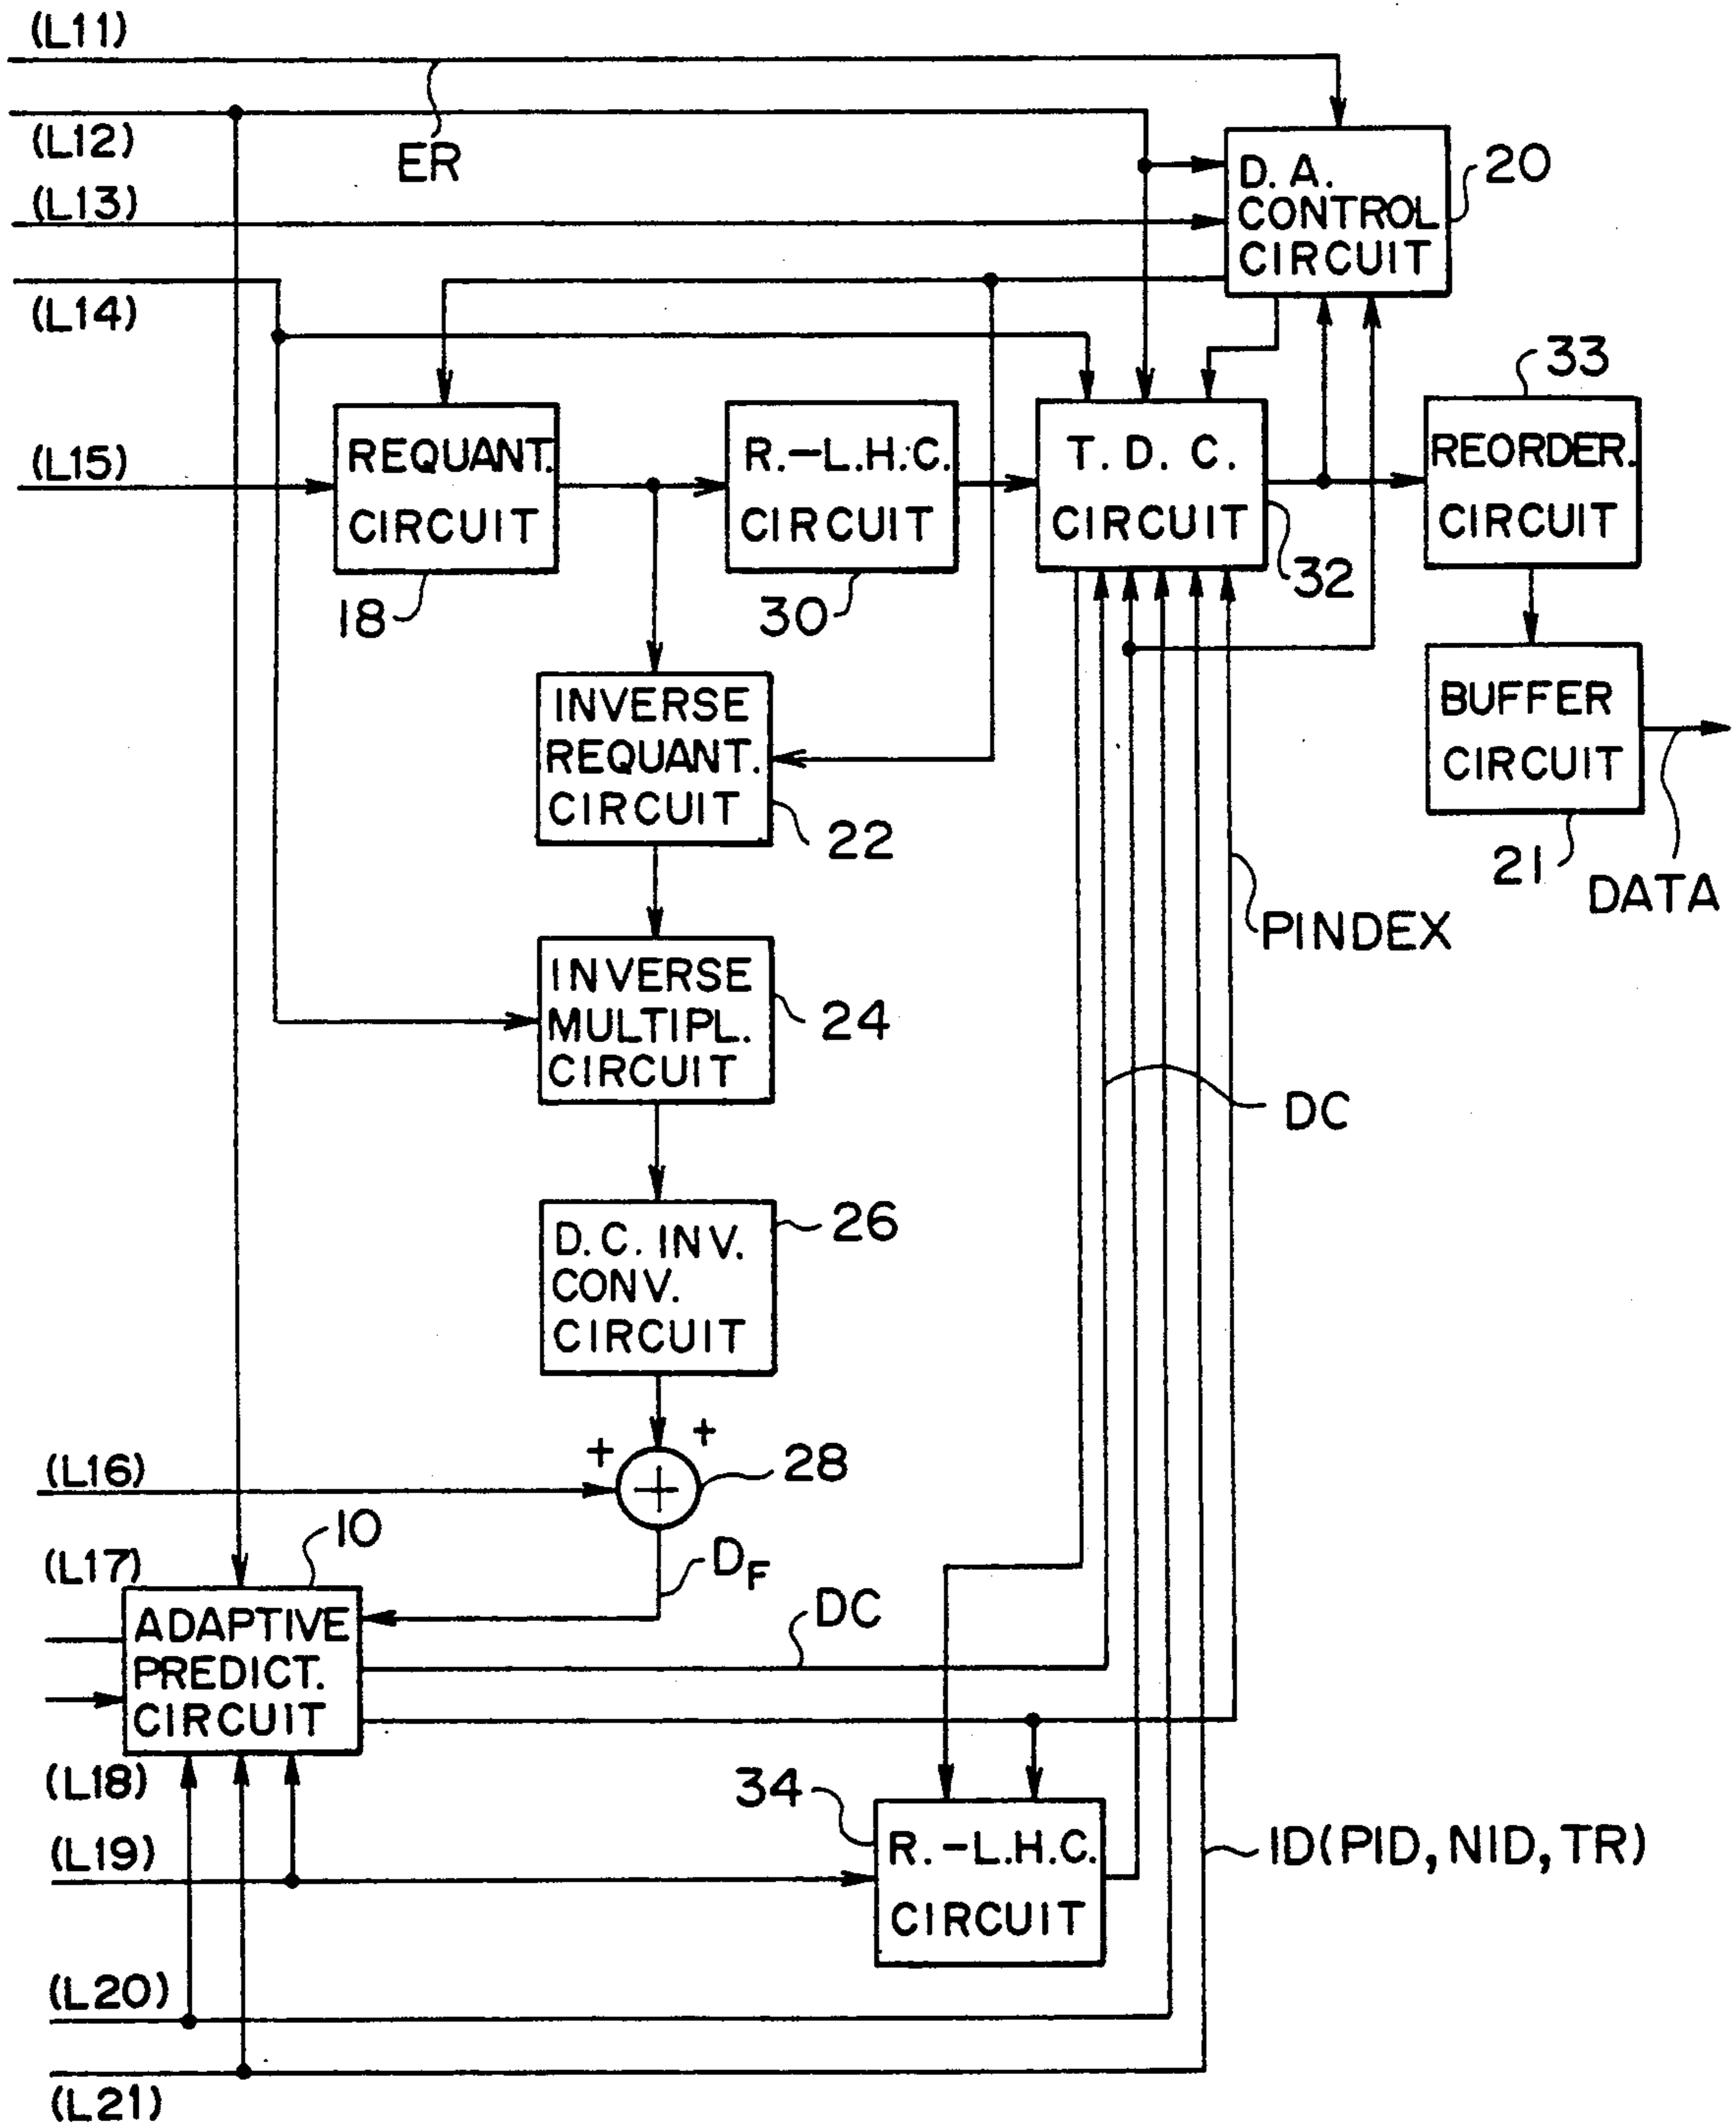 (L11)
(L12)
ER
D. A.
CONTROL
CIRCUIT
20
(L13)
(L14)
33
(L15)
REQUANT.
CIRCUIT
18
R.-L.H.C.
CIRCUIT
30
T. D. C.
CIRCUIT
32
REORDER.
CIRCUIT
INVERSE
REQUANT.
CIRCUIT
22
BUFFER
CIRCUIT
21
DATA
PINDEX
INVERSE
MULTIPL.
CIRCUIT
24
DC
D.C. INV.
CONV.
CIRCUIT
26
+
+
(L16)
28
10
(L17)
DF
ADAPTIVE
PREDICT.
CIRCUIT
DC
(L18)
34
(L19)
R.-L.H.C.
CIRCUIT
ID(PID, NID, TR)
(L20)
(L21)